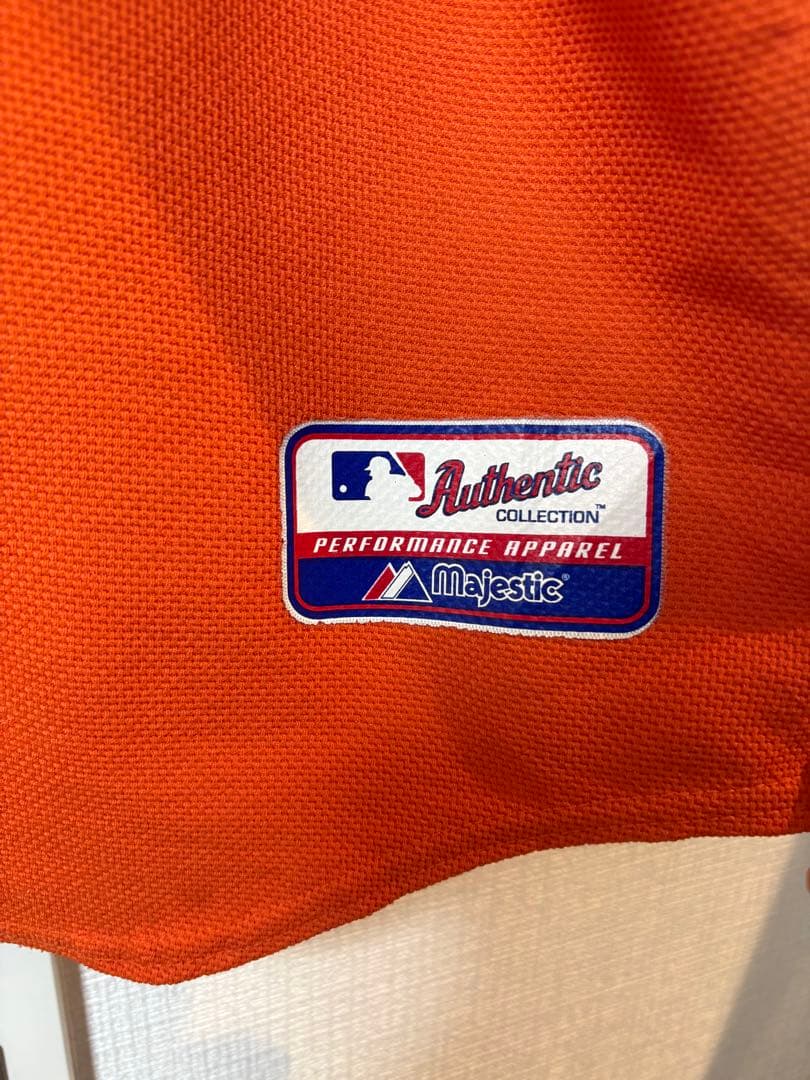 Authentic
COLLECTION™
PERFORMANCE APPAREL
Majestic®